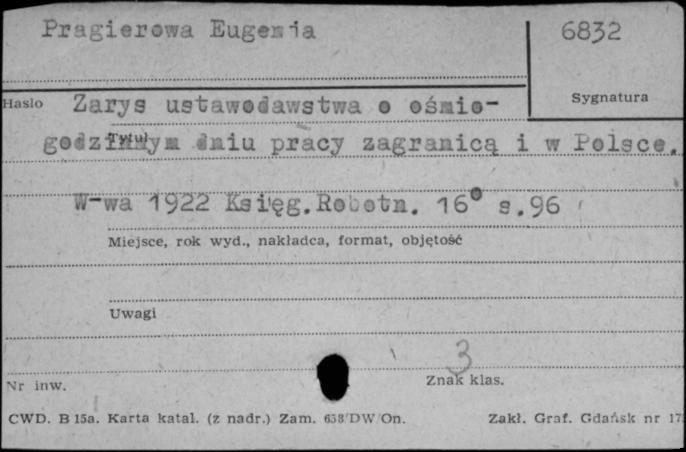 Pragierowa Eugenia
6832
Hasło
Sygnatura
Zarys ustawodawstwa o ośmio-
Tytuł
godzinnym dniu pracy zagranicą i w Polsce.
W-wa 1922 Księg.Robotn. 16° s.96
Miejsce, rok wyd., nakładca, format, objętość
Uwagi
3
Nr inw.
Znak klas.
CWD. B 15a. Karta katal. (z nadr.) Zam. 658/DW/On.
Zakł. Graf. Gdańsk nr 17